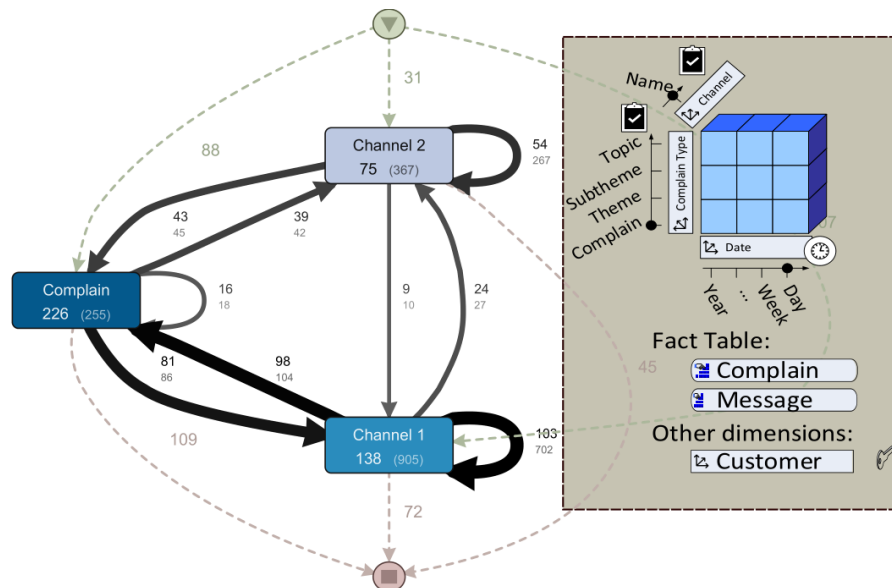 31
88
Channel 2
75 (367)
54
267
43
45
39
42
Complain
226 (255)
16
18
9
10
24
27
81
86
98
104
Channel 1
138 (905)
702
109
72
45
Name
Channel
Topic
Subtheme
Theme
Complain
Complain Type
Date
Year
...
Week
Day
Fact Table:
Complain
Message
Other dimensions:
Customer